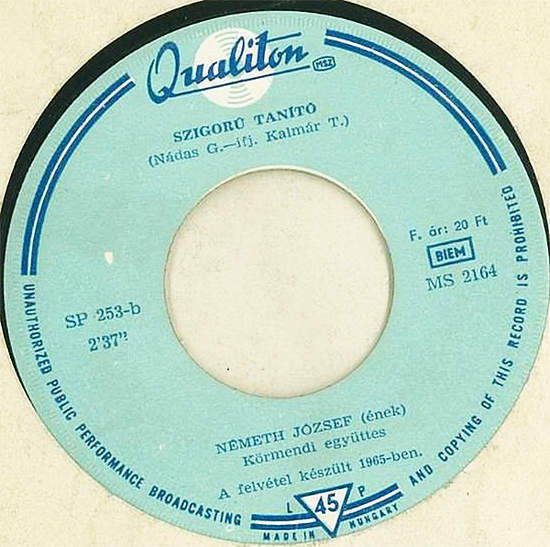 Qualiton
MSZ
SZIGORÚ TANÍTÓ
(Nádas G.—ifj. Kalmár T.)
F. ár: 20 Ft
BIEM
MS 2164
SP 253-b
2'37"
NÉMETH JÓZSEF (ének)
Körmendi együttes
A felvétel készült 1965-ben.
L 45 P
MADE IN HUNGARY
UNAUTHORIZED PUBLIC PERFORMANCE BROADCASTING
AND COPYING OF THIS RECORD IS PROHIBITED